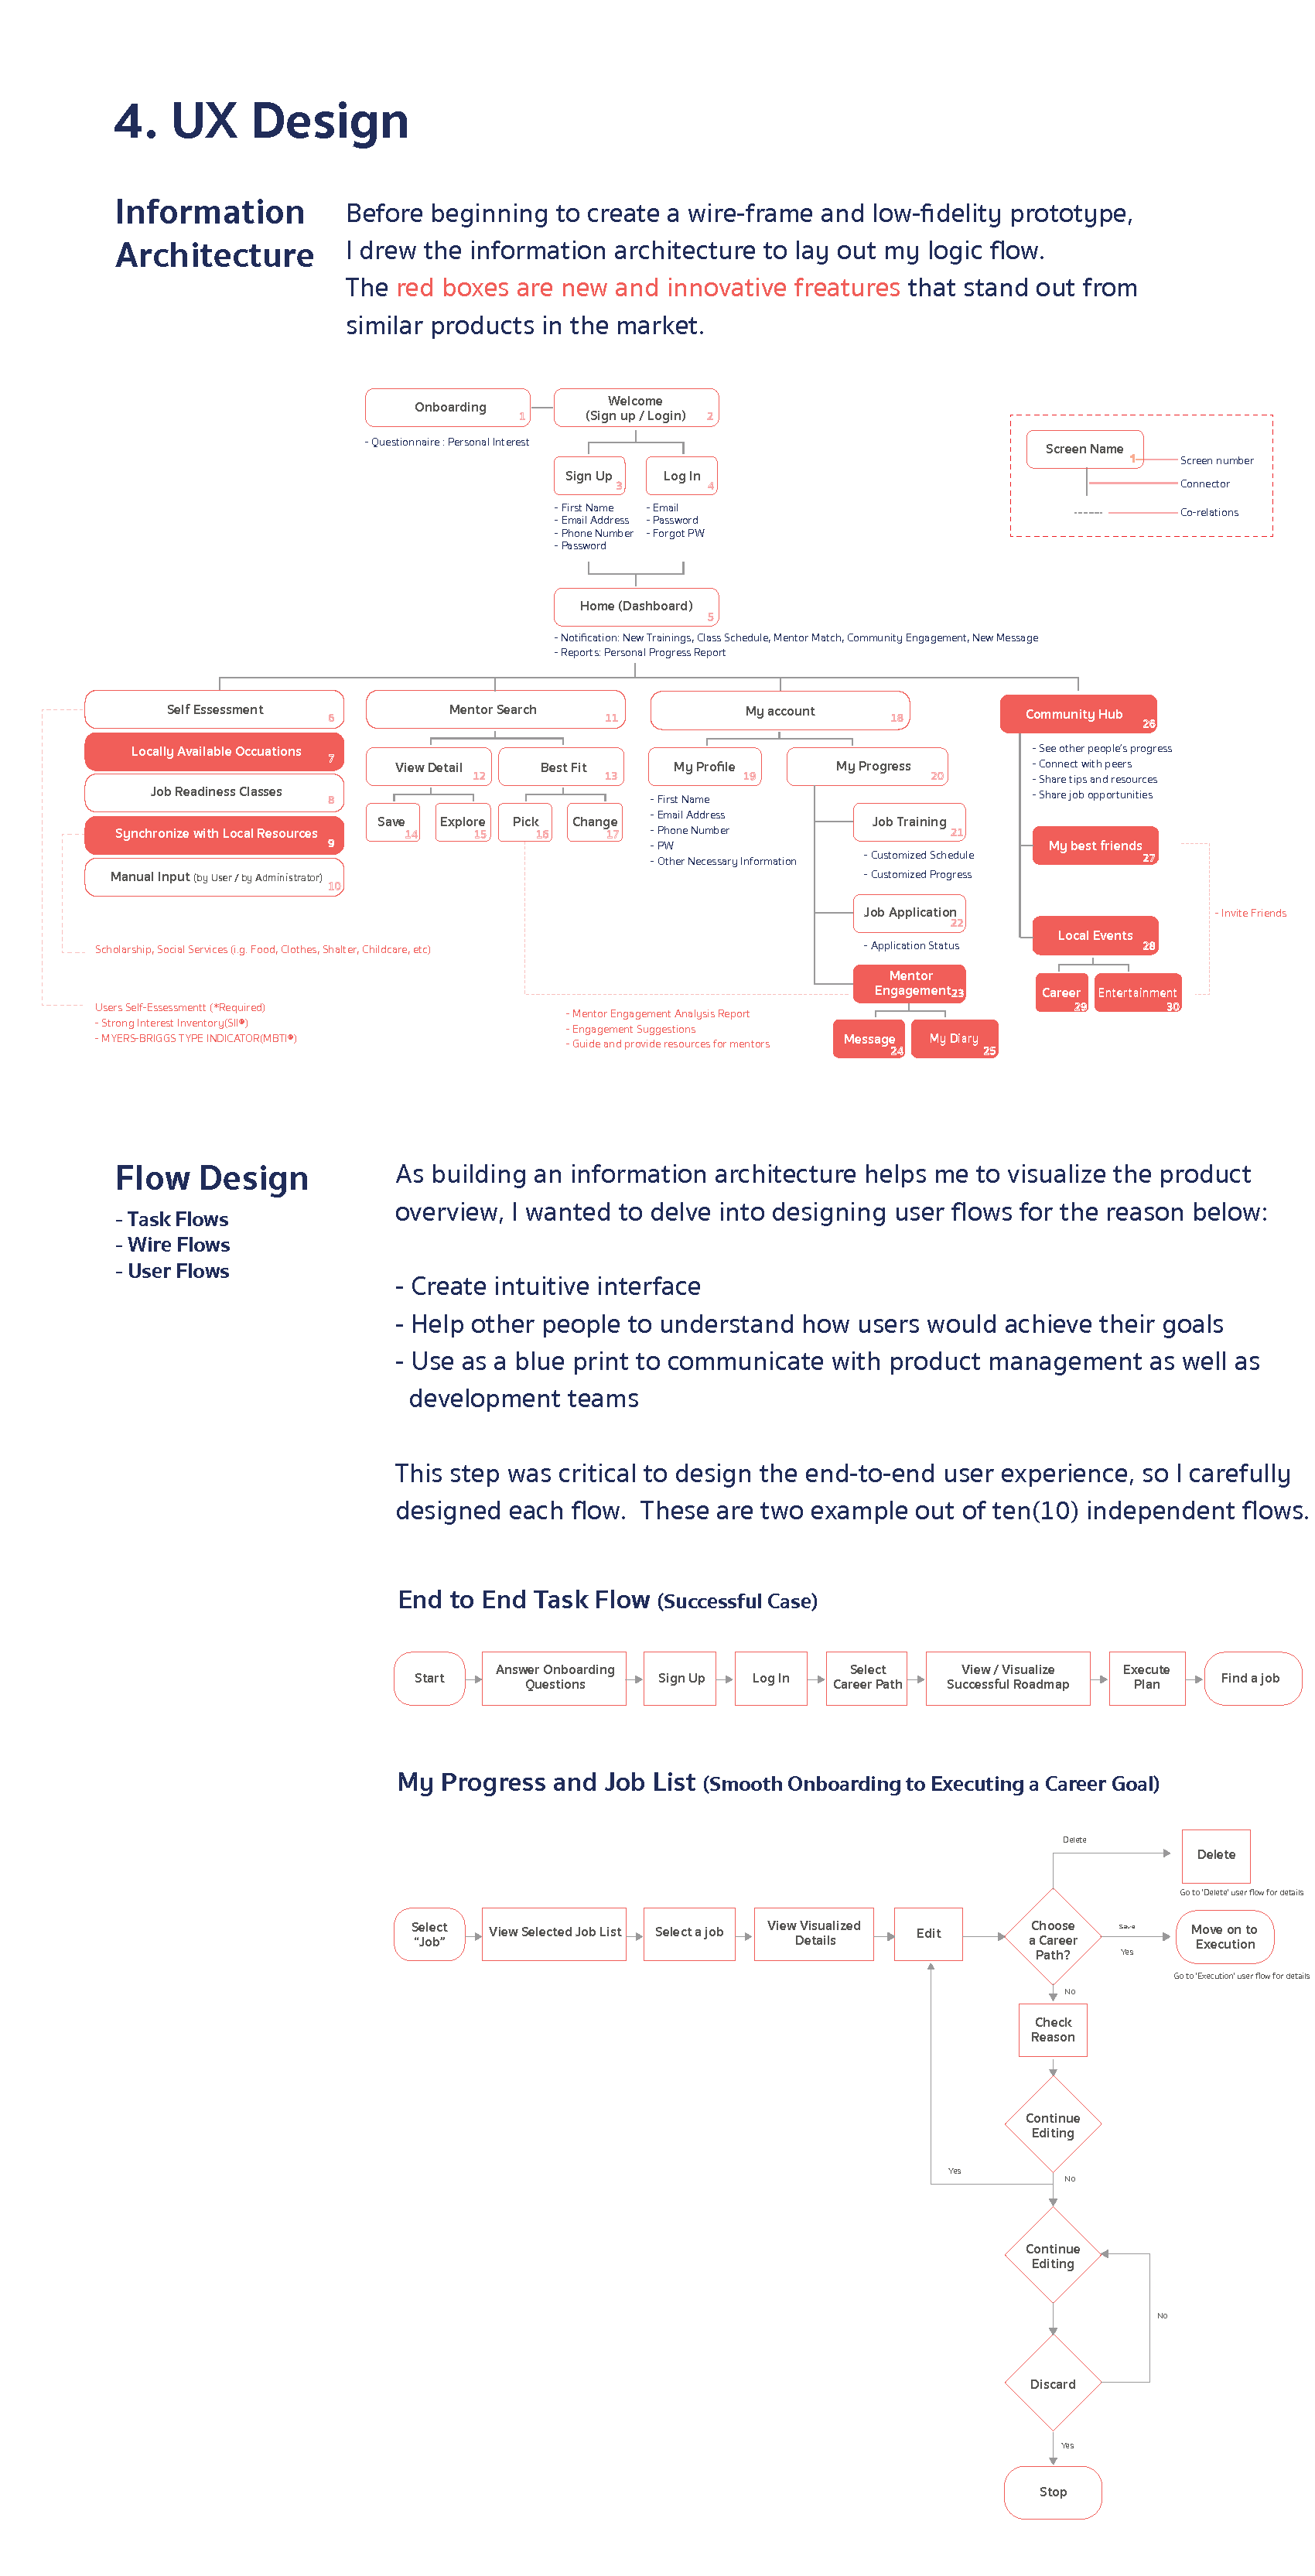 4. UX Design
Information
Architecture
Before beginning to create a wire-frame and low-fidelity prototype,
I drew the information architecture to lay out my logic flow.
The red boxes are new and innovative freatures that stand out from
similar products in the market.
Onboarding
1
- Questionnaire : Personal Interest
Welcome
(Sign up / Login)
2
Sign Up
3
Log In
4
- First Name
- Email Address
- Phone Number
- Password
- Email
- Password
- Forgot PW
Screen Name
1
Screen number
Connector
Co-relations
Home (Dashboard)
5
- Notification: New Trainings, Class Schedule, Mentor Match, Community Engagement, New Message
- Reports: Personal Progress Report
Self Essessment
6
Locally Available Occuations
7
Job Readiness Classes
8
Synchronize with Local Resources
9
Manual Input (by User / by Administrator)
10
Scholarship, Social Services (i.g. Food, Clothes, Shalter, Childcare, etc)
Users Self-Essessmentt (*Required)
- Strong Interest Inventory(SII®)
- MYERS-BRIGGS TYPE INDICATOR(MBTI®)
Mentor Search
11
View Detail
12
Best Fit
13
Save
14
Explore
15
Pick
16
Change
17
- Mentor Engagement Analysis Report
- Engagement Suggestions
- Guide and provide resources for mentors
My account
18
My Profile
19
- First Name
- Email Address
- Phone Number
- PW
- Other Necessary Information
My Progress
20
Job Training
21
- Customized Schedule
- Customized Progress
Job Application
22
- Application Status
Mentor
Engagement
23
Message
24
My Diary
25
Community Hub
26
- See other people's progress
- Connect with peers
- Share tips and resources
- Share job opportunities
My best friends
27
- Invite Friends
Local Events
28
Career
29
Entertainment
30
Flow Design
- Task Flows
- Wire Flows
- User Flows
As building an information architecture helps me to visualize the product
overview, I wanted to delve into designing user flows for the reason below:
- Create intuitive interface
- Help other people to understand how users would achieve their goals
- Use as a blue print to communicate with product management as well as
development teams
This step was critical to design the end-to-end user experience, so I carefully
designed each flow. These are two example out of ten(10) independent flows.
End to End Task Flow (Successful Case)
Start
Answer Onboarding
Questions
Sign Up
Log In
Select
Career Path
View / Visualize
Successful Roadmap
Execute
Plan
Find a job
My Progress and Job List (Smooth Onboarding to Executing a Career Goal)
Delete
Delete
Go to 'Delete' user flow for details
Select
"Job"
View Selected Job List
Select a job
View Visualized
Details
Edit
Choose
a Career
Path?
Save
Yes
Move on to
Execution
Go to 'Execution' user flow for details
No
Check
Reason
Continue
Editing
Yes
No
Continue
Editing
No
Discard
Yes
Stop